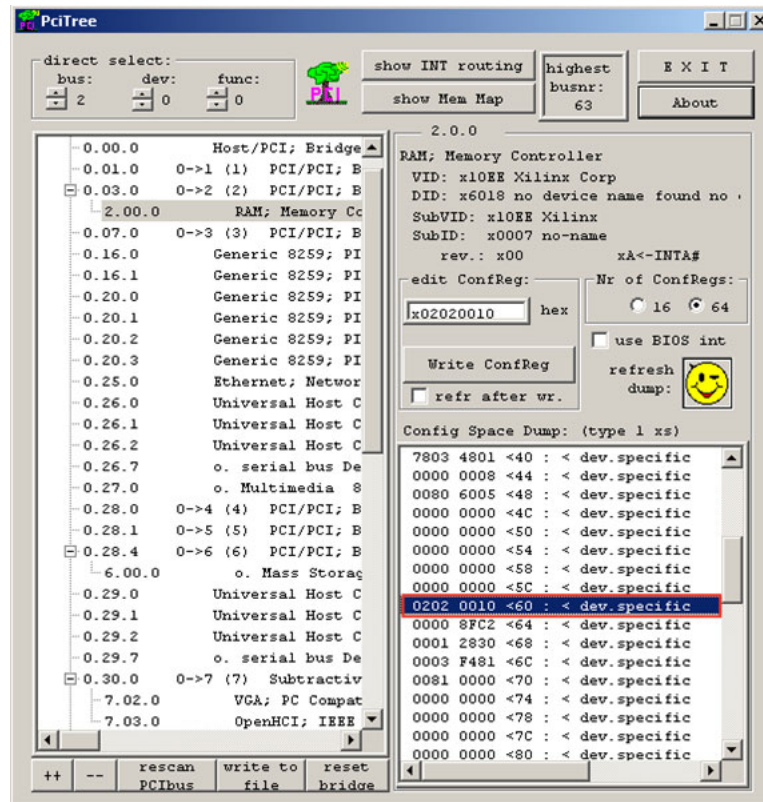 PciTree
direct select:
bus: dev: func:
2 0 0
PCI
show INT routing
show Mem Map
highest
busnr:
63
E X I T
About
0.00.0 Host/PCI; Bridge
0.01.0 0->1 (1) PCI/PCI; B
0.03.0 0->2 (2) PCI/PCI; B
2.00.0 RAM; Memory Co
0.07.0 0->3 (3) PCI/PCI; B
0.16.0 Generic 8259; PI
0.16.1 Generic 8259; PI
0.20.0 Generic 8259; PI
0.20.1 Generic 8259; PI
0.20.2 Generic 8259; PI
0.20.3 Generic 8259; PI
0.25.0 Ethernet; Networ
0.26.0 Universal Host C
0.26.1 Universal Host C
0.26.2 Universal Host C
0.26.7 o. serial bus De
0.27.0 o. Multimedia 8
0.28.0 0->4 (4) PCI/PCI; B
0.28.1 0->5 (5) PCI/PCI; B
0.28.4 0->6 (6) PCI/PCI; B
6.00.0 o. Mass Storag
0.29.0 Universal Host C
0.29.1 Universal Host C
0.29.2 Universal Host C
0.29.7 o. serial bus De
0.30.0 0->7 (7) Subtractiv
7.02.0 VGA; PC Compat
7.03.0 OpenHCI; IEEE
++ -- rescan PCIbus write to file reset bridge
2.0.0
RAM; Memory Controller
VID: x10EE Xilinx Corp
DID: x6018 no device name found no
SubVID: x10EE Xilinx
SubID: x0007 no-name
rev.: x00 xA<-INTA#
edit ConfReg:
x02020010 hex
Write ConfReg
refr after wr.
Nr of ConfRegs:
16 64
use BIOS int
refresh
dump:
Config Space Dump: (type 1 xs)
7803 4801 <40 : < dev.specific
0000 0008 <44 : < dev.specific
0080 6005 <48 : < dev.specific
0000 0000 <4C : < dev.specific
0000 0000 <50 : < dev.specific
0000 0000 <54 : < dev.specific
0000 0000 <58 : < dev.specific
0000 0000 <5C : < dev.specific
0202 0010 <60 : < dev.specific
0000 8FC2 <64 : < dev.specific
0001 2830 <68 : < dev.specific
0003 F481 <6C : < dev.specific
0081 0000 <70 : < dev.specific
0000 0000 <74 : < dev.specific
0000 0000 <78 : < dev.specific
0000 0000 <7C : < dev.specific
0000 0000 <80 : < dev.specific